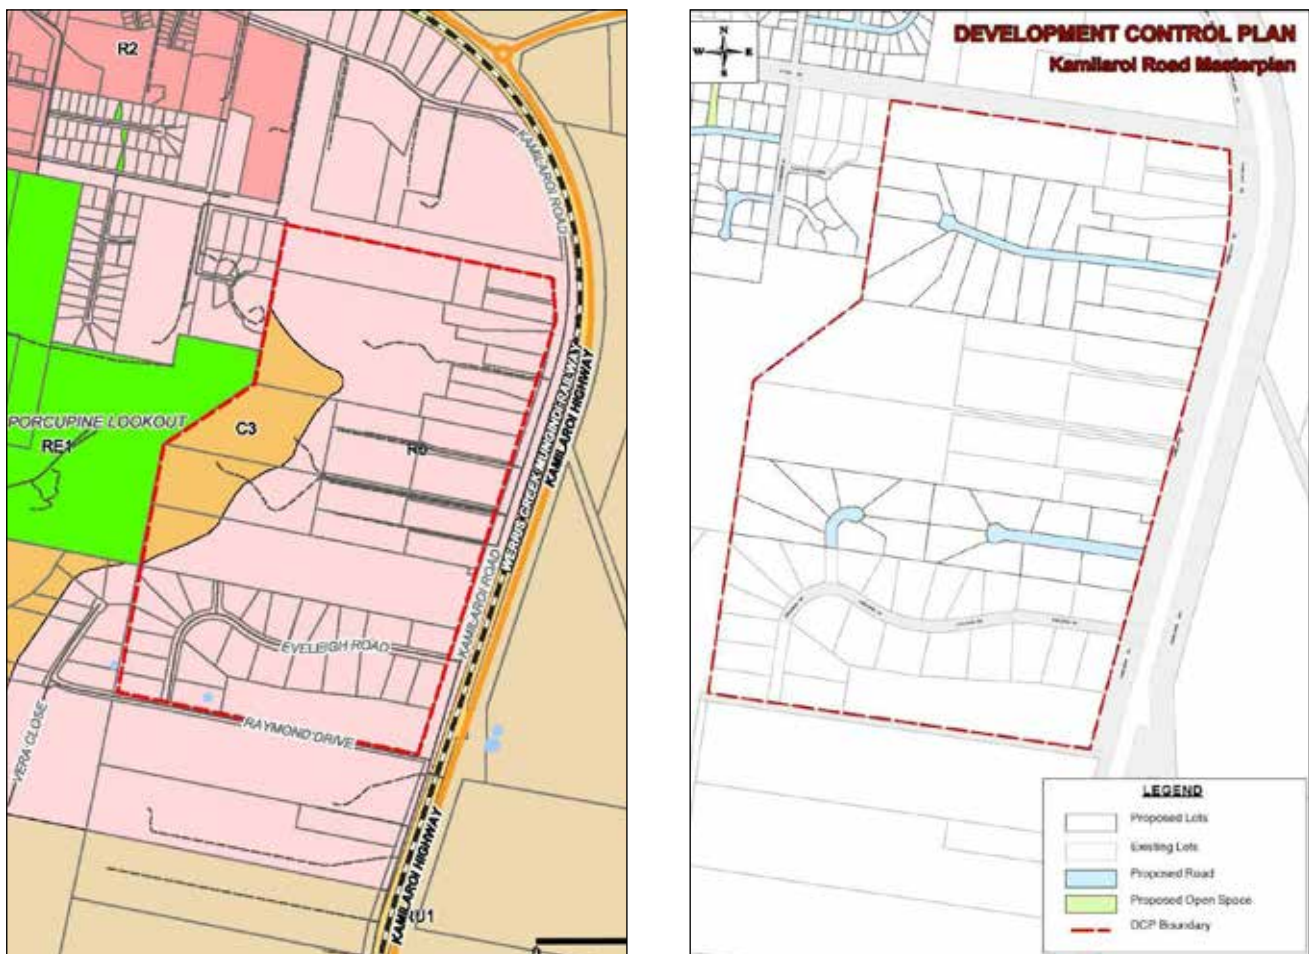 R2
KAMILAROI ROAD
PORCUPINE LOOKOUT
RE1
C3
WERRIS CREEK MUNGINDI RAILWAY
KAMILAROI HIGHWAY
KAMILAROI ROAD
EVELEIGH ROAD
RAYMOND DRIVE
VERA CLOSE
KAMILAROI HIGHWAY
RU1
0
N
W E
S
DEVELOPMENT CONTROL PLAN
Kamilaroi Road Masterplan
LEGEND
Proposed Lots
Existing Lots
Proposed Road
Proposed Open Space
DCP Boundary